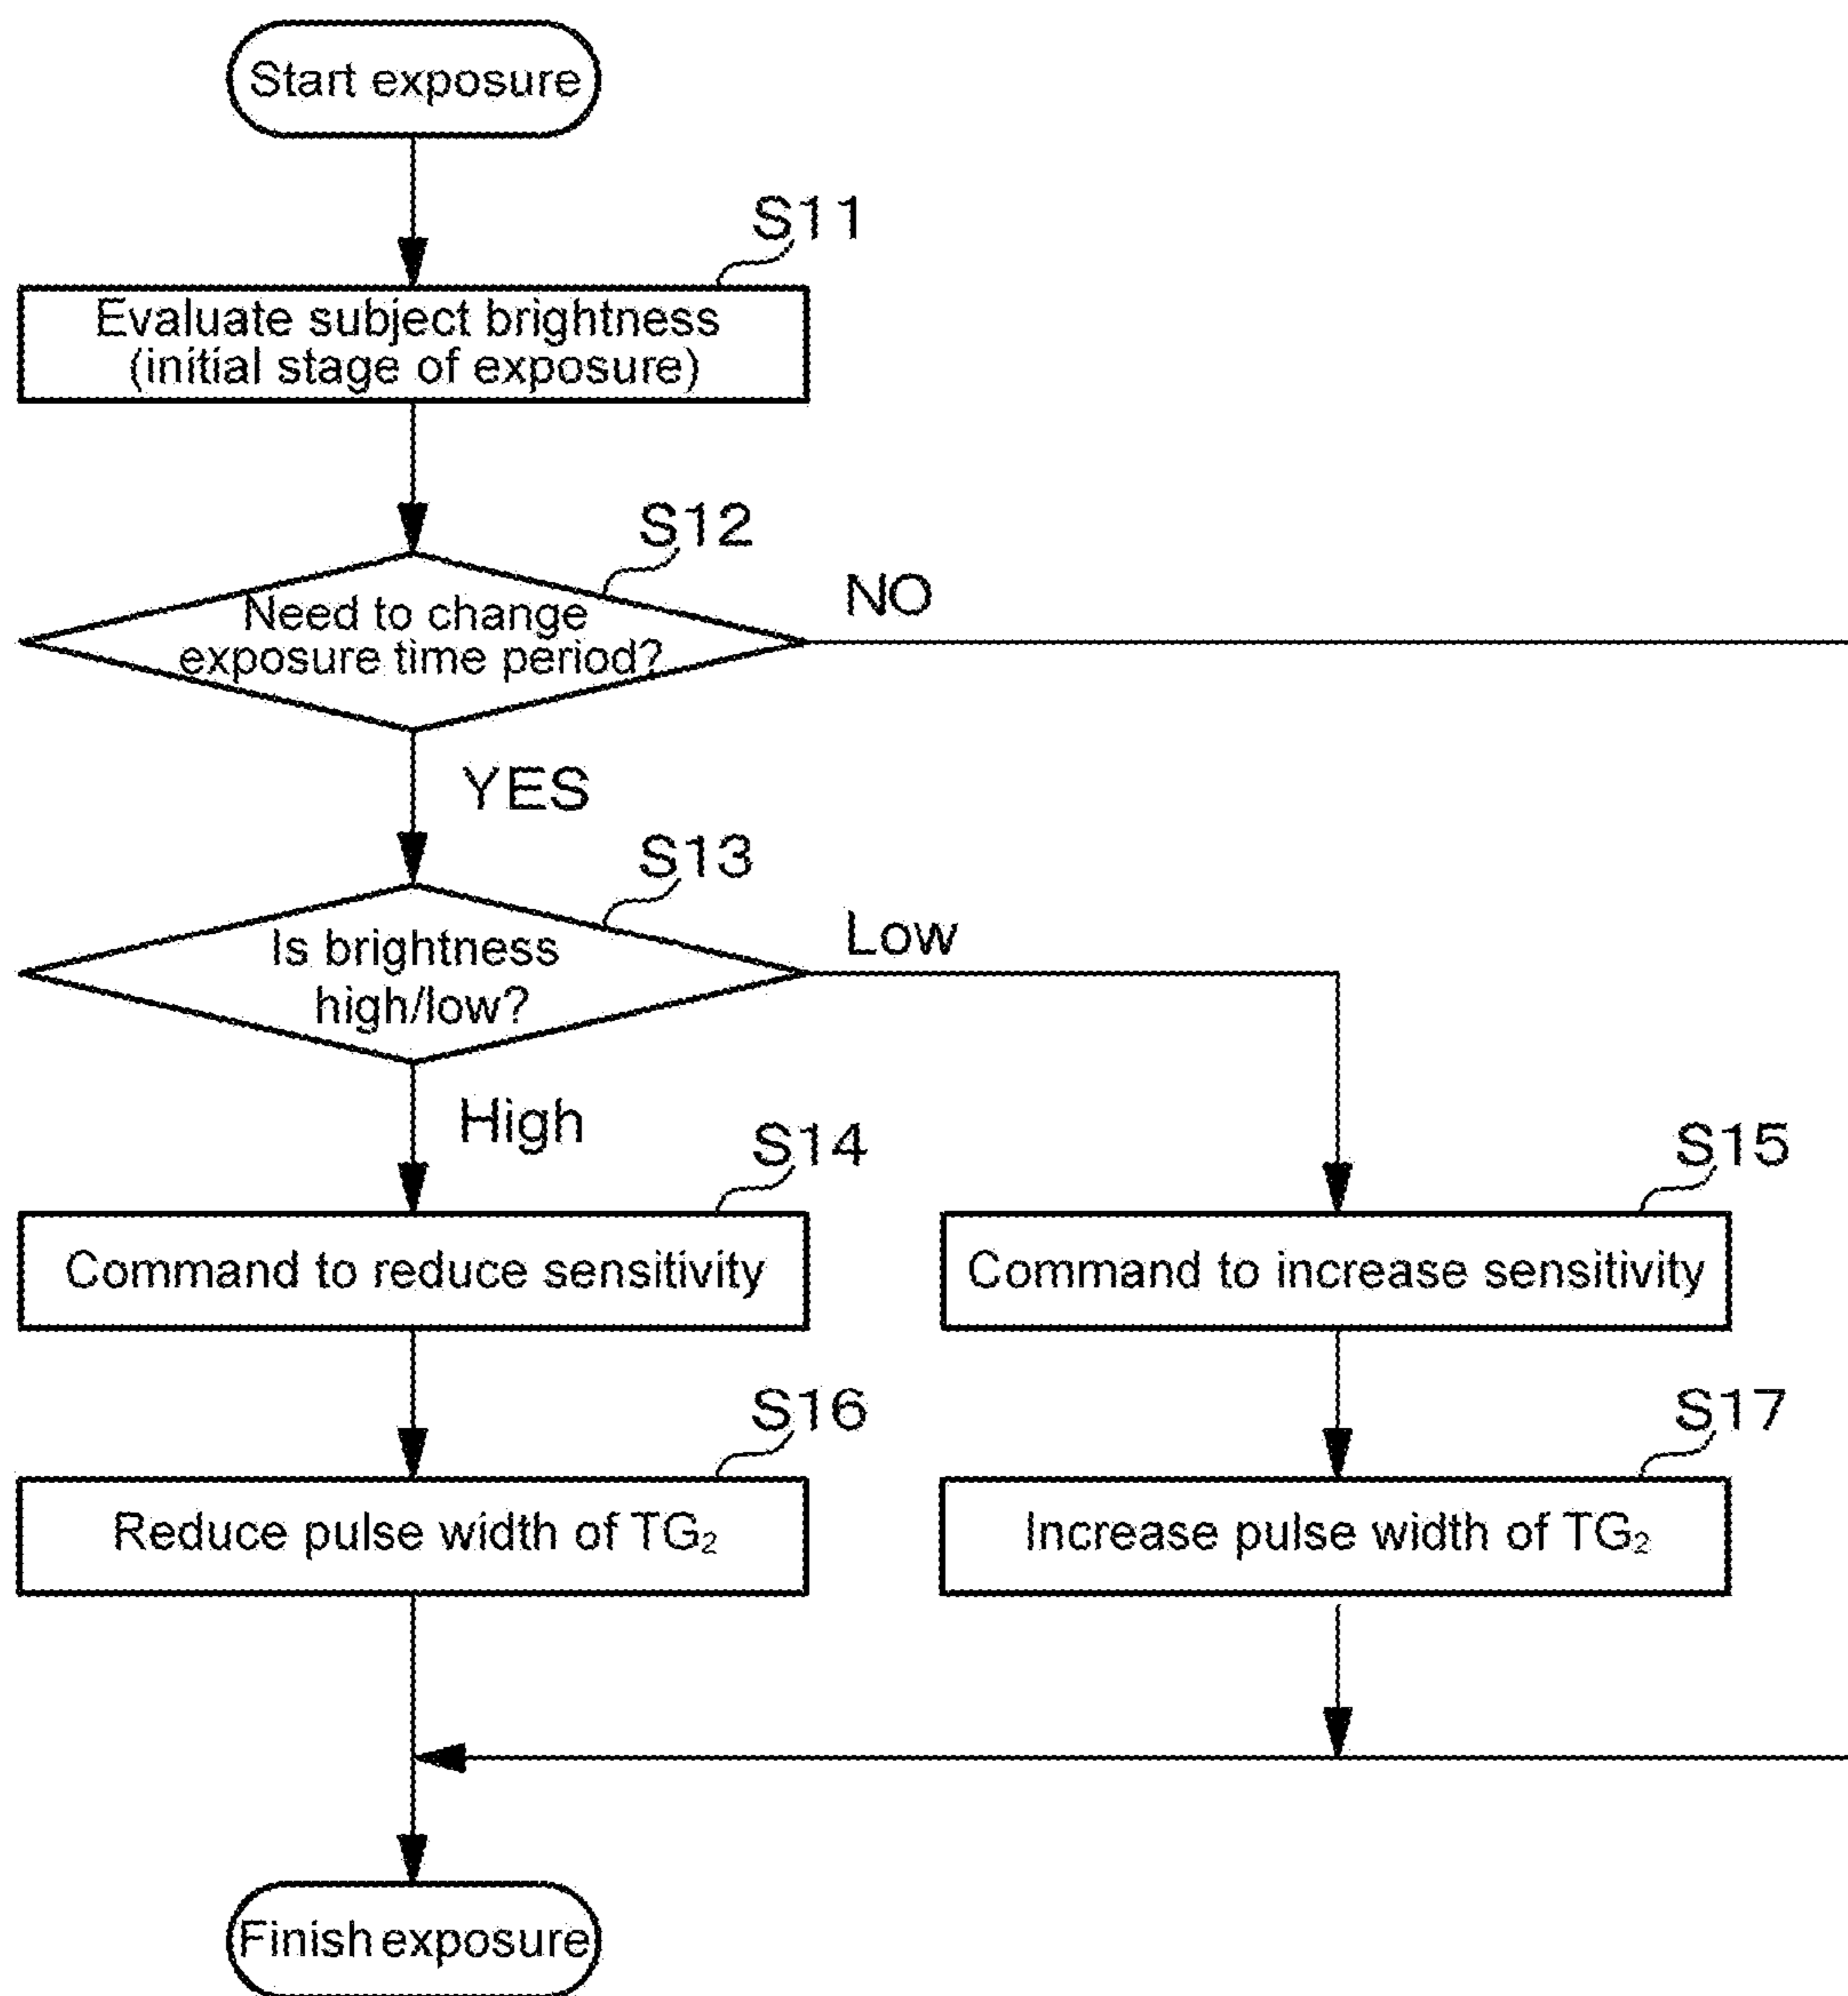 Start exposure
S11
Evaluate subject brightness
(initial stage of exposure)
S12
Need to change
exposure time period?
NO
YES
S13
Is brightness
high/low?
Low
High
S14
Command to reduce sensitivity
S15
Command to increase sensitivity
S16
Reduce pulse width of TG₂
S17
Increase pulse width of TG₂
Finish exposure